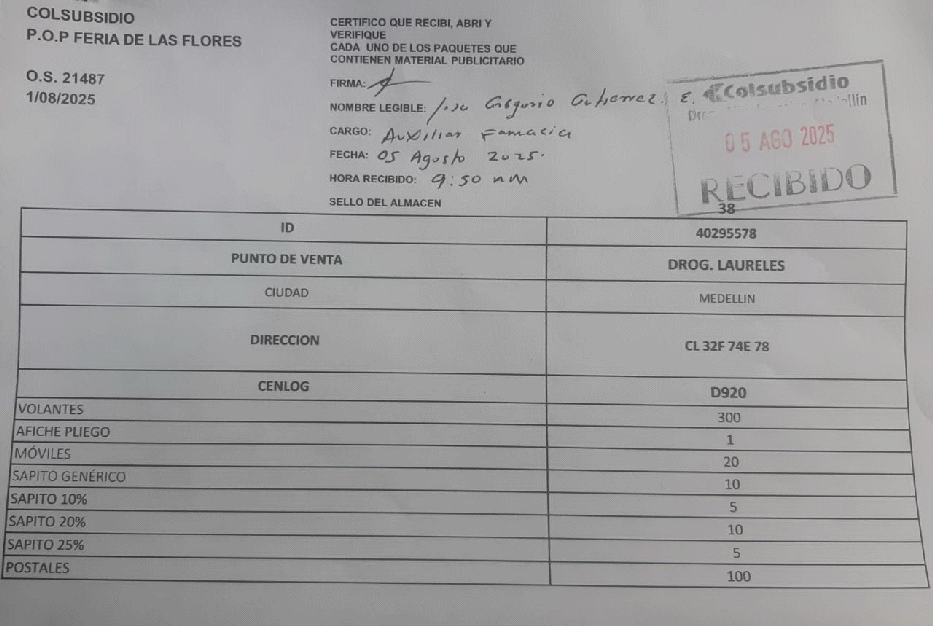 COLSUBSIDIO
P.O.P FERIA DE LAS FLORES
O.S. 21487
1/08/2025
CERTIFICO QUE RECIBI, ABRI Y
VERIFIQUE
CADA UNO DE LOS PAQUETES QUE
CONTIENEN MATERIAL PUBLICITARIO
FIRMA:
NOMBRE LEGIBLE: Jose Gregorio Gutierrez. E.
CARGO: Auxiliar Famacia
FECHA: 05 Agosto 2025.
HORA RECIBIDO: 9:50
SELLO DEL ALMACEN
Colsubsidio
05 AGO 2025
RECIBIDO
38
ID 40295578
PUNTO DE VENTA DROG. LAURELES
CIUDAD MEDELLIN
DIRECCION CL 32F 74E 78
CENLOG D920
VOLANTES 300
AFICHE PLIEGO 1
MÓVILES 20
SAPITO GENÉRICO 10
SAPITO 10% 5
SAPITO 20% 10
SAPITO 25% 5
POSTALES 100